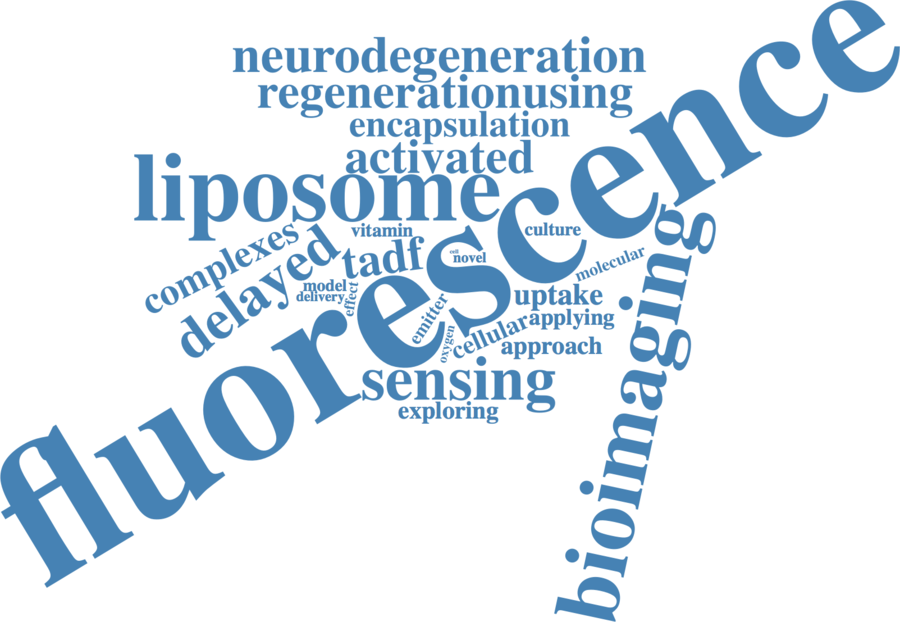 neurodegeneration
regenerationusing
encapsulation
activated
liposome
fluorescence
vitamin
culture
complexes
delayed
tadf
cell
novel
molecular
model
delivery
effect
emitter
oxygen
cellular
uptake
applying
approach
bioimaging
sensing
exploring